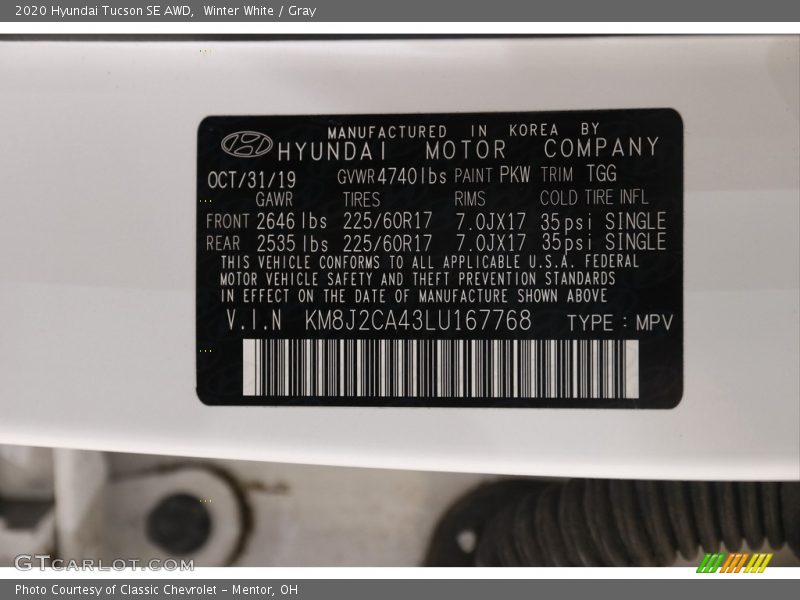 2020 Hyundai Tucson SE AWD,  Winter White / Gray
MANUFACTURED IN KOREA BY
HYUNDAI MOTOR COMPANY
OCT/31/19 GVWR 4740lbs PAINT PKW TRIM TGG
GAWR TIRES RIMS COLD TIRE INFL
FRONT 2646 lbs 225/60R17 7.0JX17 35psi SINGLE
REAR 2535 lbs 225/60R17 7.0JX17 35psi SINGLE
THIS VEHICLE CONFORMS TO ALL APPLICABLE U.S.A. FEDERAL
MOTOR VEHICLE SAFETY AND THEFT PREVENTION STANDARDS
IN EFFECT ON THE DATE OF MANUFACTURE SHOWN ABOVE
V.I.N KM8J2CA43LU167768 TYPE : MPV
GTCARLOT.COM
Photo Courtesy of Classic Chevrolet - Mentor, OH